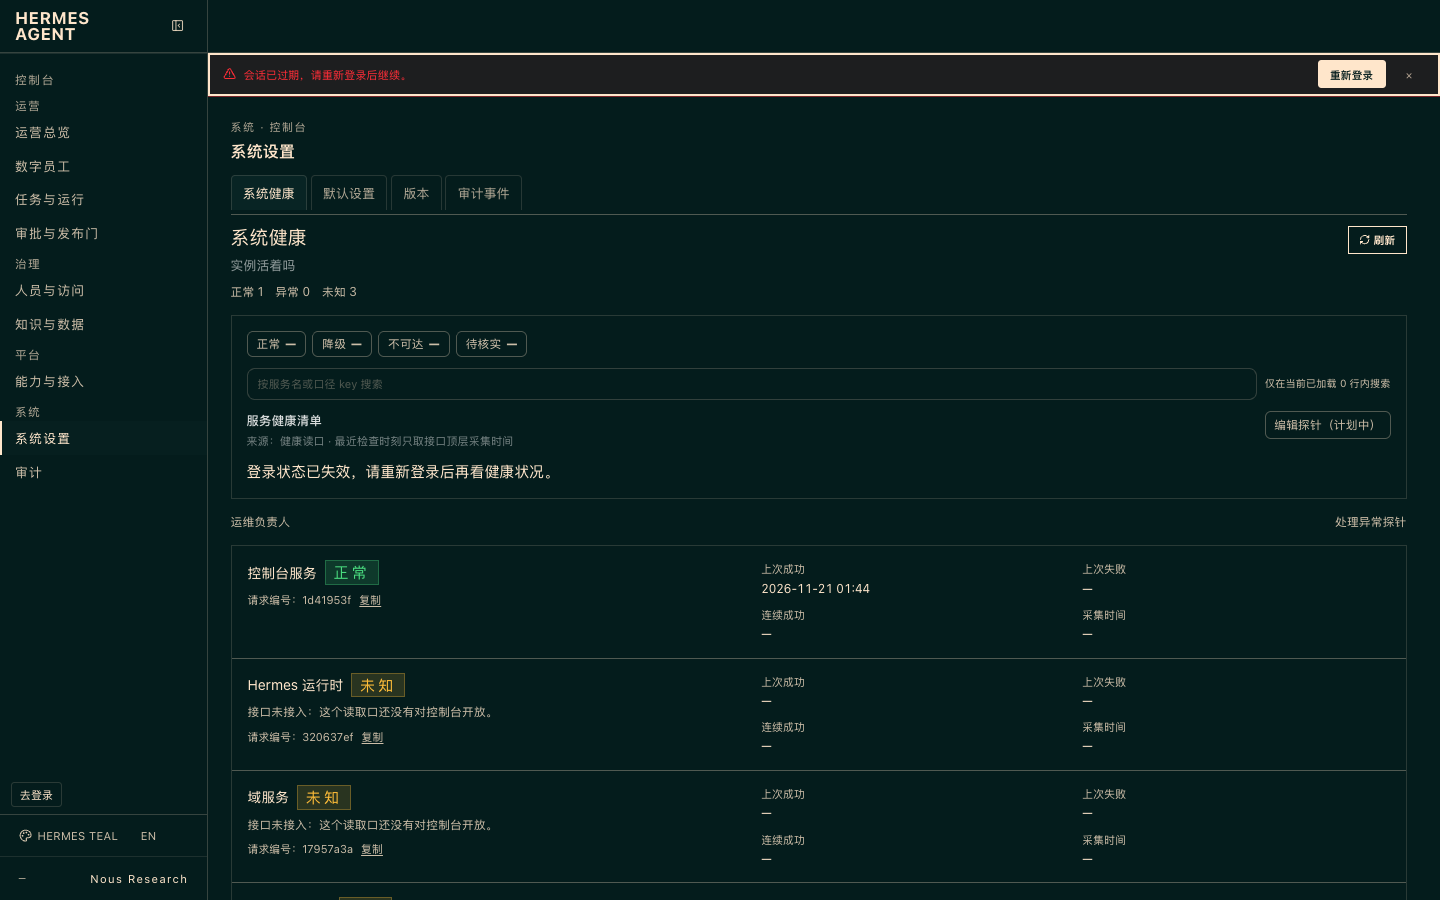 HERMES
AGENT
控制台
运营
运营总览
数字员工
任务与运行
审批与发布门
治理
人员与访问
知识与数据
平台
能力与接入
系统
系统设置
审计
去登录
HERMES TEAL EN
— Nous Research
会话已过期，请重新登录后继续。 重新登录 ×
系统 · 控制台
系统设置
系统健康 默认设置 版本 审计事件
系统健康 刷新
实例活着吗
正常 1 异常 0 未知 3
正常 — 降级 — 不可达 — 待核实 —
按服务名或口径 key 搜索 仅在当前已加载 0 行内搜索
服务健康清单 编辑探针（计划中）
来源：健康读口 · 最近检查时刻只取接口顶层采集时间
登录状态已失效，请重新登录后再看健康状况。
运维负责人 处理异常探针
控制台服务 正常
请求编号：1d41953f 复制
上次成功 上次失败
2026-11-21 01:44 —
连续成功 采集时间
— —
Hermes 运行时 未知
接口未接入：这个读取口还没有对控制台开放。
请求编号：320637ef 复制
上次成功 上次失败
— —
连续成功 采集时间
— —
域服务 未知
接口未接入：这个读取口还没有对控制台开放。
请求编号：17957a3a 复制
上次成功 上次失败
— —
连续成功 采集时间
— —